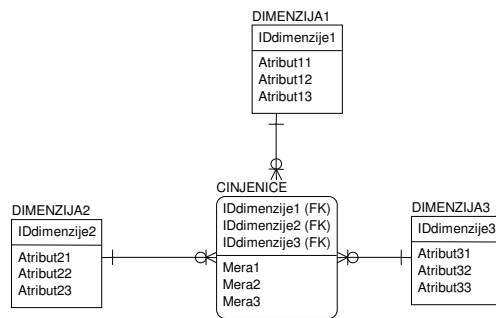 DIMENZIJA1
IDdimenzije1
Atribut11
Atribut12
Atribut13
CINJENICE
IDdimenzije1 (FK)
IDdimenzije2 (FK)
IDdimenzije3 (FK)
Mera1
Mera2
Mera3
DIMENZIJA2
IDdimenzije2
Atribut21
Atribut22
Atribut23
DIMENZIJA3
IDdimenzije3
Atribut31
Atribut32
Atribut33